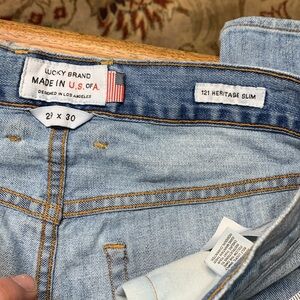 LUCKY BRAND
MADE IN U.S. OF A.
DESIGNED IN LOS ANGELES
x 30
121 HERITAGE SLIM